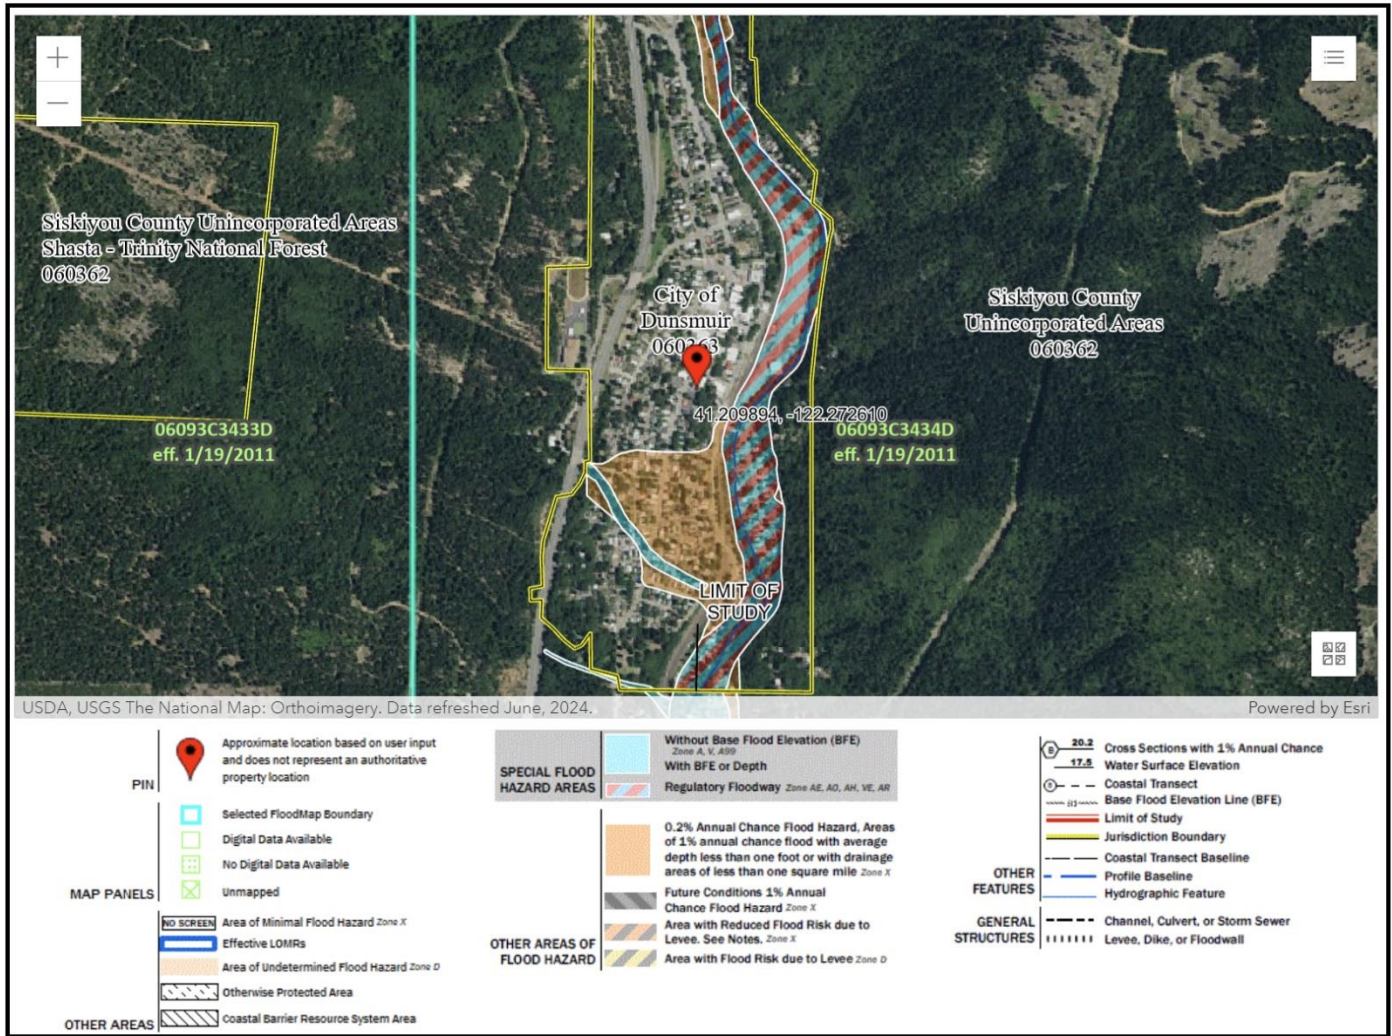 Siskiyou County Unincorporated Areas
Shasta - Trinity National Forest
060362
City of
Dunsmuir
060363
Siskiyou County
Unincorporated Areas
060362
41.209894, -122.272610
06093C3433D
eff. 1/19/2011
06093C3434D
eff. 1/19/2011
LIMIT OF
STUDY
USDA, USGS The National Map: Orthoimagery. Data refreshed June, 2024.
Powered by Esri
PIN
Approximate location based on user input
and does not represent an authoritative
property location
MAP PANELS
Selected FloodMap Boundary
Digital Data Available
No Digital Data Available
Unmapped
OTHER AREAS
NO SCREEN Area of Minimal Flood Hazard Zone X
Effective LOMRs
Area of Undetermined Flood Hazard Zone D
Otherwise Protected Area
Coastal Barrier Resource System Area
SPECIAL FLOOD
HAZARD AREAS
Without Base Flood Elevation (BFE)
Zone A, V, A99
With BFE or Depth
Regulatory Floodway Zone AE, AO, AH, VE, AR
OTHER AREAS OF
FLOOD HAZARD
0.2% Annual Chance Flood Hazard, Areas
of 1% annual chance flood with average
depth less than one foot or with drainage
areas of less than one square mile Zone X
Future Conditions 1% Annual
Chance Flood Hazard Zone X
Area with Reduced Flood Risk due to
Levee. See Notes. Zone X
Area with Flood Risk due to Levee Zone D
OTHER
FEATURES
B 20.2 Cross Sections with 1% Annual Chance
17.5 Water Surface Elevation
Coastal Transect
Base Flood Elevation Line (BFE)
Limit of Study
Jurisdiction Boundary
Coastal Transect Baseline
Profile Baseline
Hydrographic Feature
GENERAL
STRUCTURES
Channel, Culvert, or Storm Sewer
Levee, Dike, or Floodwall